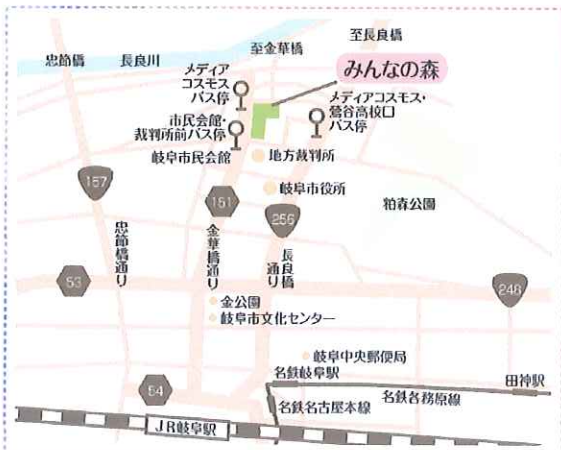 忠節橋
長良川
至金華橋
至長良橋
みんなの森
メディア
コスモス
バス停
市民会館・
裁判所前バス停
岐阜市民会館
メディアコスモス・
鶯谷高校口
バス停
地方裁判所
岐阜市役所
粕森公園
157
151
256
忠節橋通り
金華橋通り
長良橋
通り
53
248
金公園
岐阜市文化センター
岐阜中央郵便局
名鉄岐阜駅
田神駅
54
名鉄各務原線
名鉄名古屋本線
JR岐阜駅